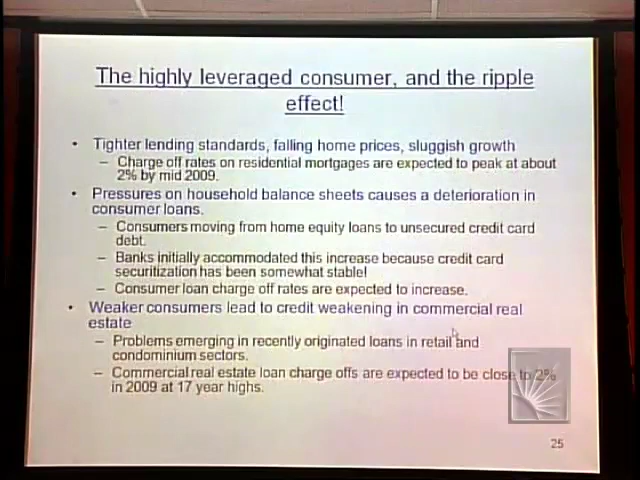 The highly leveraged consumer, and the ripple
effect!
• Tighter lending standards, falling home prices, sluggish growth
– Charge off rates on residential mortgages are expected to peak at about
2% by mid 2009.
• Pressures on household balance sheets causes a deterioration in
consumer loans.
– Consumers moving from home equity loans to unsecured credit card
debt.
– Banks initially accommodated this increase because credit card
securitization has been somewhat stable!
– Consumer loan charge off rates are expected to increase.
• Weaker consumers lead to credit weakening in commercial real
estate
– Problems emerging in recently originated loans in retail and
condominium sectors.
– Commercial real estate loan charge offs are expected to be close to 2%
in 2009 at 17 year highs.
25